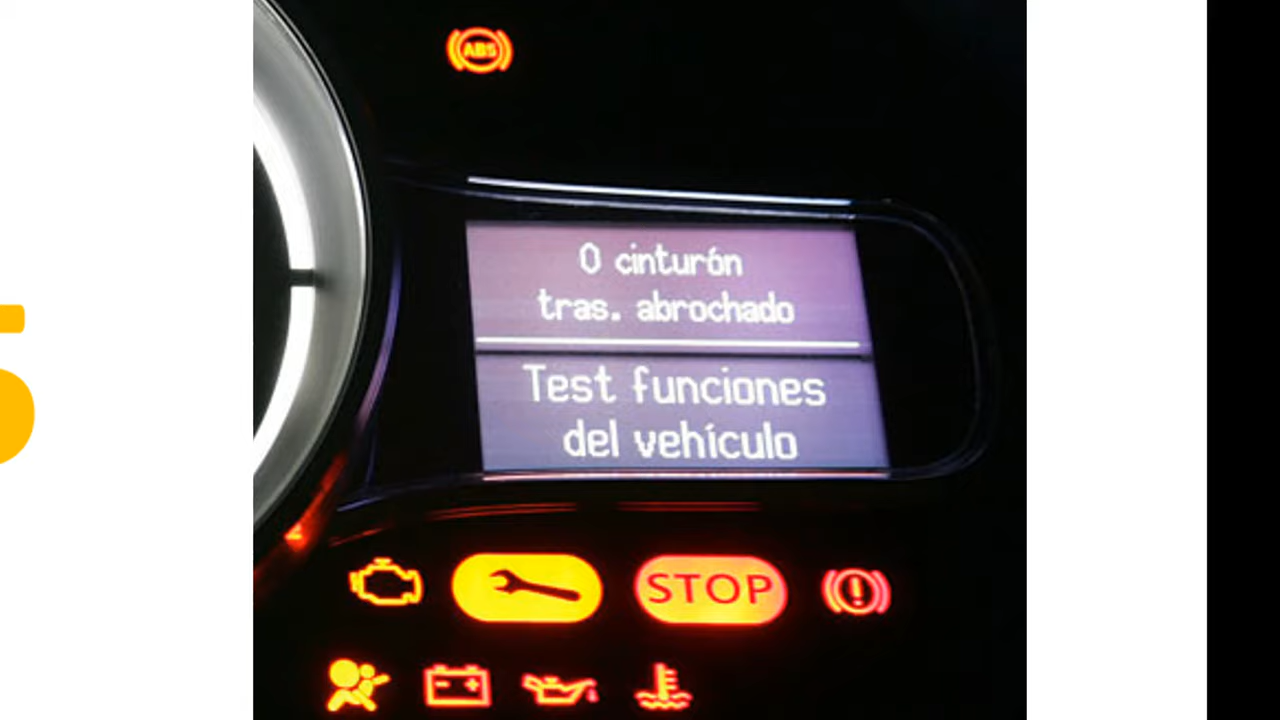 ABS
0 cinturón
tras. abrochado
Test funciones
del vehículo
STOP